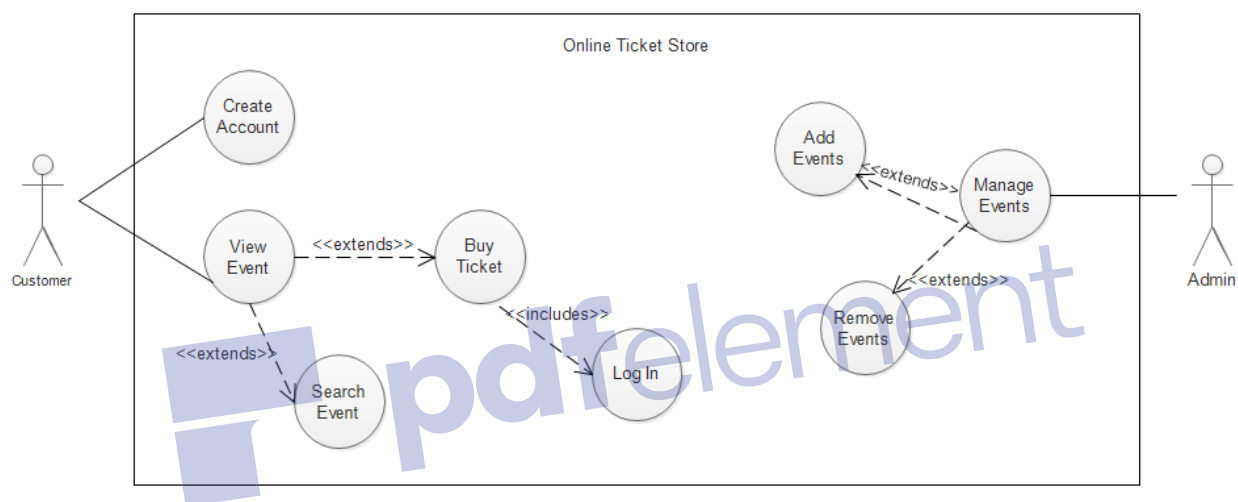 Online Ticket Store
Create
Account
Customer
View
Event
<<extends>>
Buy
Ticket
<<extends>>
Search
Event
<<includes>>
Log In
Add
Events
<<extends>>
Manage
Events
<<extends>>
Remove
Events
Admin
pdfelement